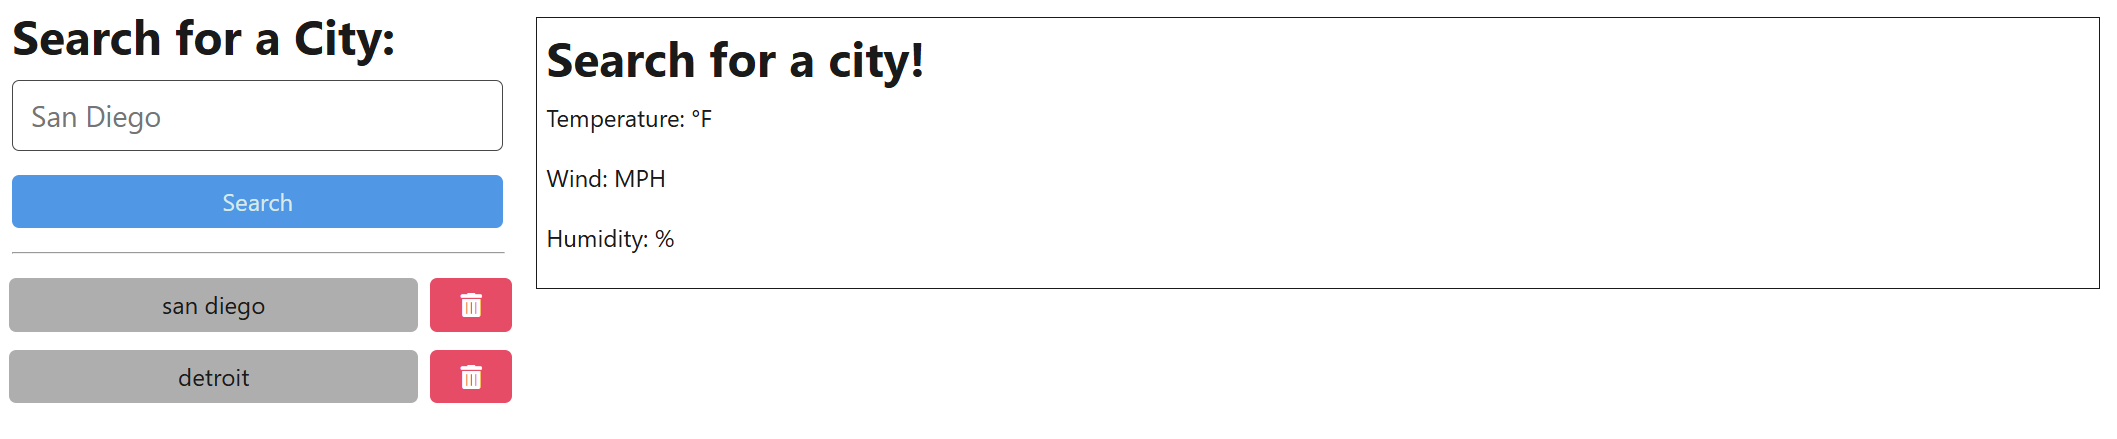 Search for a City:
San Diego
Search
san diego
detroit
Search for a city!
Temperature: °F
Wind: MPH
Humidity: %